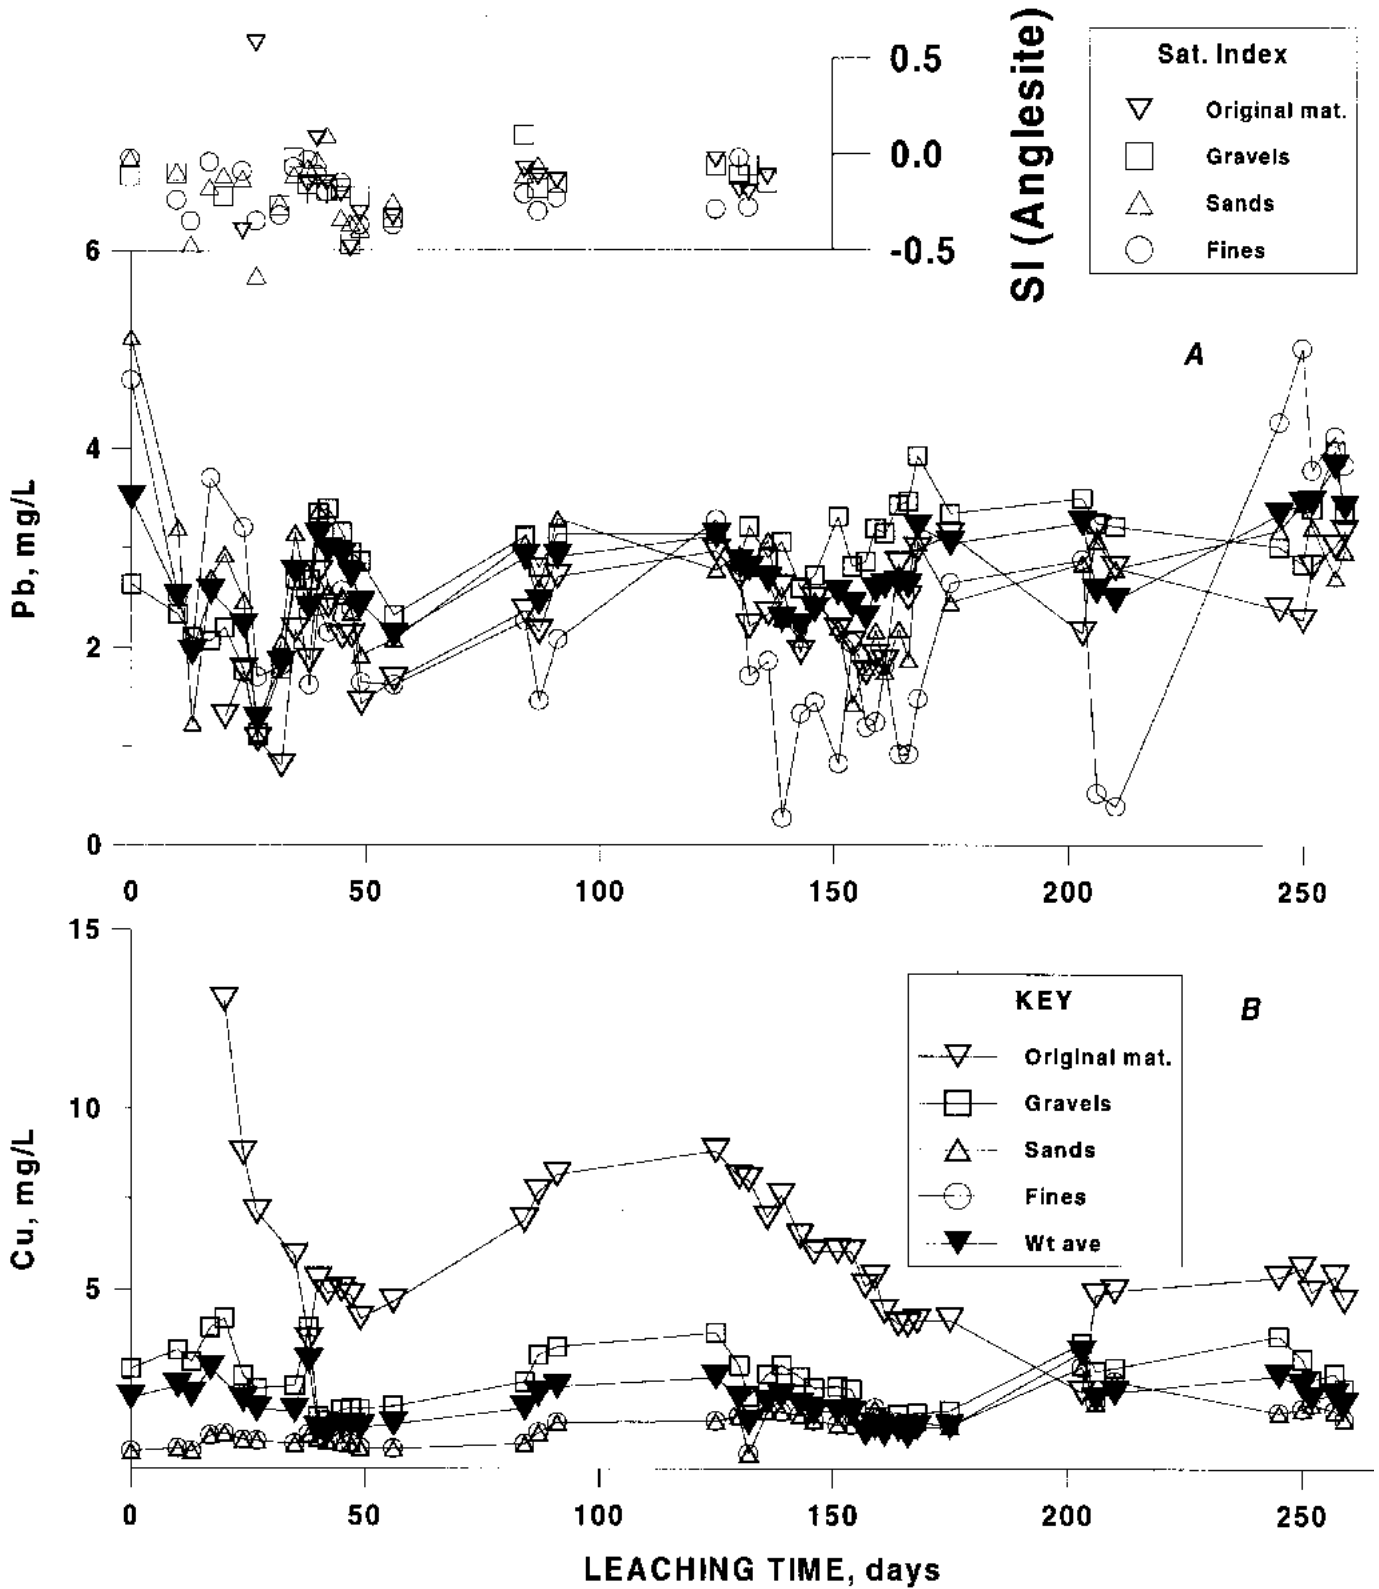 0.5
0.0
-0.5
SI (Anglesite)
Sat. Index
Original mat.
Gravels
Sands
Fines
A
6
4
2
0
Pb, mg/L
0 50 100 150 200 250
15
10
5
Cu, mg/L
B
KEY
Original mat.
Gravels
Sands
Fines
Wt ave
0 50 100 150 200 250
LEACHING TIME, days